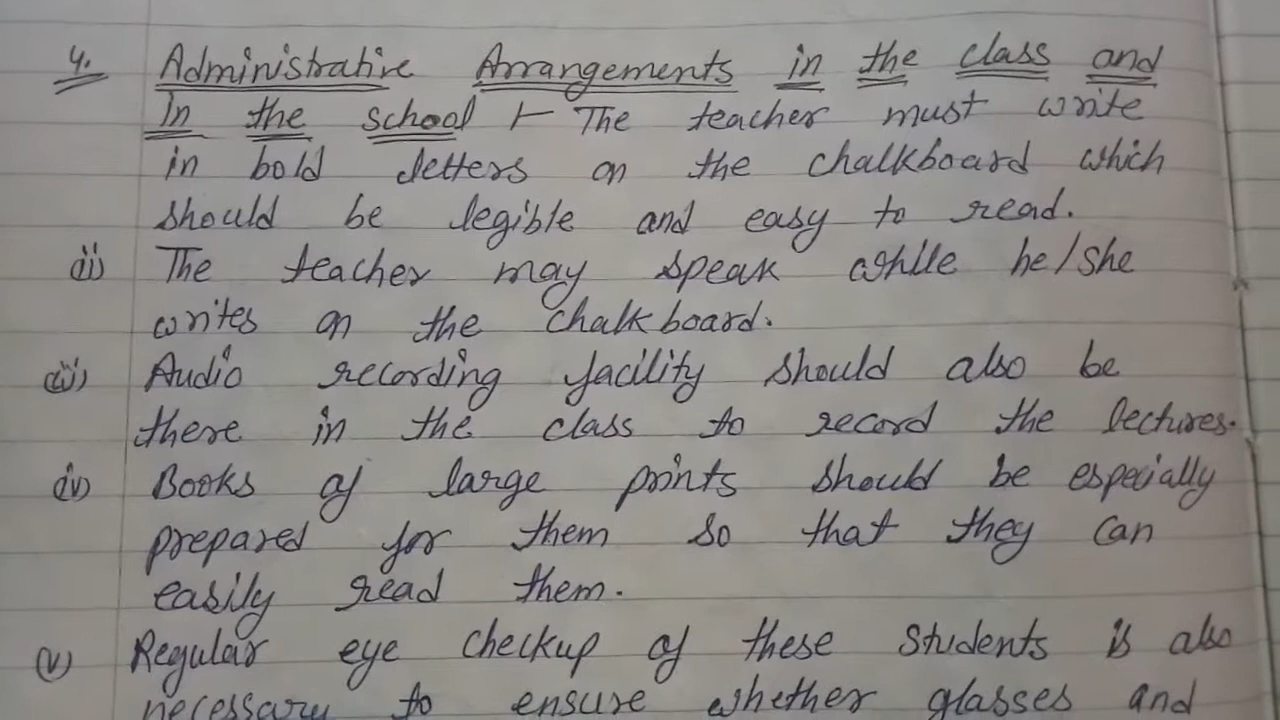 4. Administrative Arrangements in the class and
In the school :- The teacher must write
in bold letters on the chalkboard which
should be legible and easy to read.
ii) The teacher may speak while he/she
writes on the chalkboard.
iii) Audio recording facility should also be
there in the class to record the lectures.
iv) Books of large prints should be especially
prepared for them so that they can
easily read them.
(v) Regular eye checkup of these students is also
necessary to ensure whether glasses and